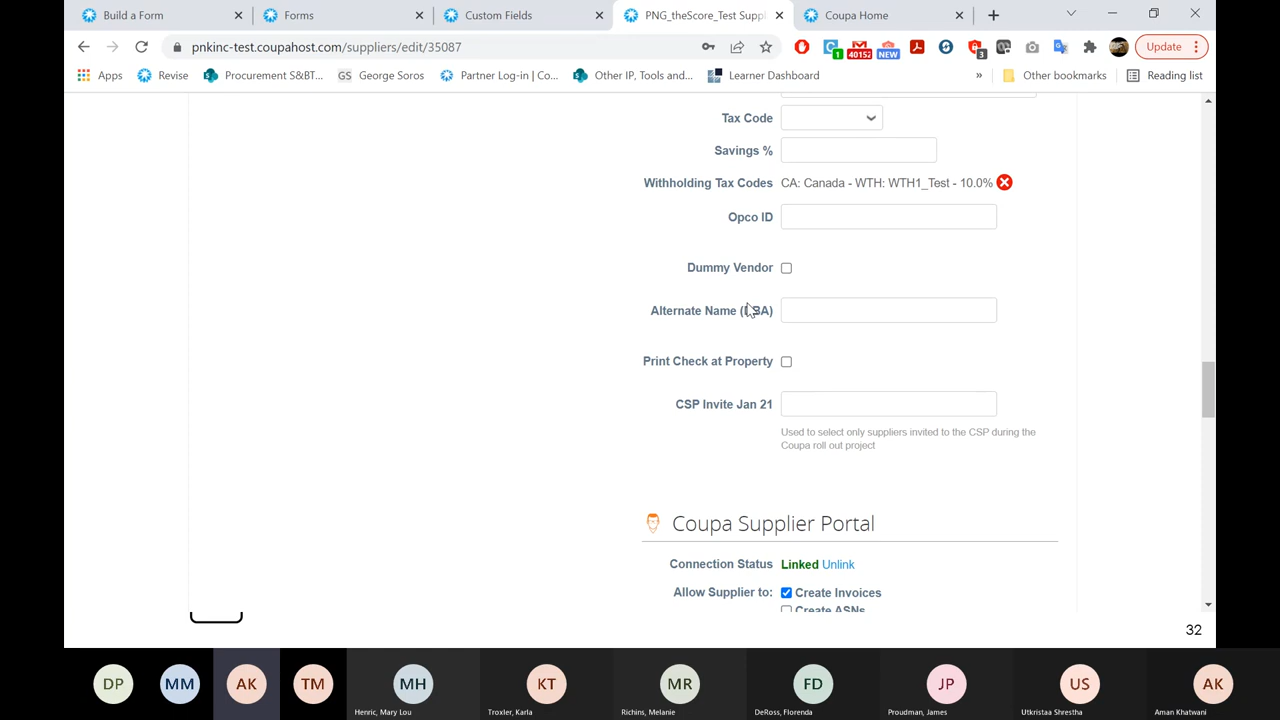 Build a Form
Forms
Custom Fields
PNG_theScore_Test Suppl
Coupa Home
pnkinc-test.coupahost.com/suppliers/edit/35087
1
40152
NEW
3
Update
Apps
Revise
Procurement S&BT...
GS George Soros
Partner Log-in | Co...
Other IP, Tools and...
Learner Dashboard
»
Other bookmarks
Reading list
Tax Code
Savings %
Withholding Tax Codes CA: Canada - WTH: WTH1_Test - 10.0%
Opco ID
Dummy Vendor
Alternate Name (DBA)
Print Check at Property
CSP Invite Jan 21
Used to select only suppliers invited to the CSP during the
Coupa roll out project
Coupa Supplier Portal
Connection Status Linked Unlink
Allow Supplier to: Create Invoices
Create ASNs
32
DP
MM
AK
TM
MH
KT
MR
FD
JP
US
AK
Henric, Mary Lou
Troxler, Karla
Richins, Melanie
DeRoss, Florenda
Proudman, James
Utkristaa Shrestha
Aman Khatwani